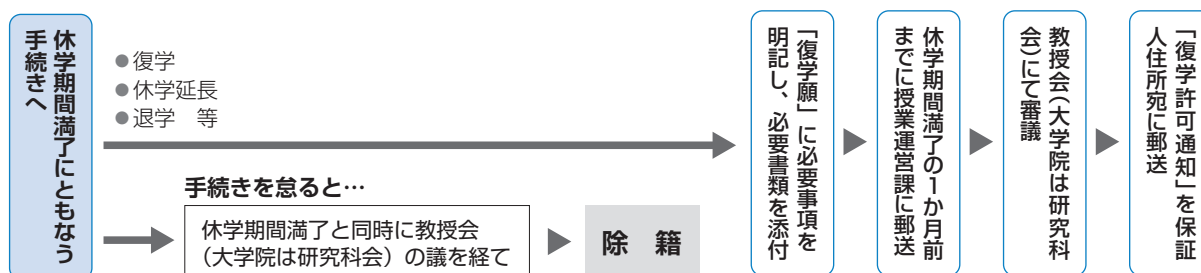 休学期間満了にともなう
手続きへ
●復学
●休学延長
●退学　等
手続きを怠ると…
休学期間満了と同時に教授会
（大学院は研究科会）の議を経て
除　籍
「復学願」に必要事項を
明記し、必要書類を添付
休学期間満了の1か月前
までに授業運営課に郵送
教授会（大学院は研究科
会）にて審議
「復学許可通知」を保証
人住所宛に郵送